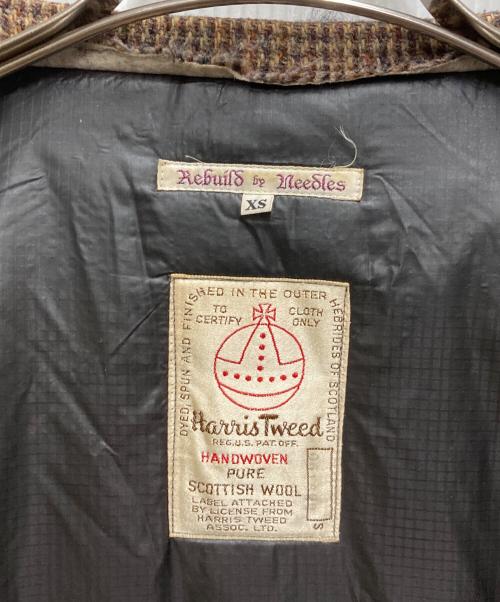 Rebuild by Needles
XS
DYED, SPUN AND FINISHED IN THE OUTER HEBRIDES OF SCOTLAND
TO CERTIFY
CLOTH ONLY
Harris Tweed
REG. U.S. PAT. OFF.
HANDWOVEN
PURE
SCOTTISH WOOL
LABEL ATTACHED
BY LICENSE FROM
HARRIS TWEED
ASSOC. LTD.
S